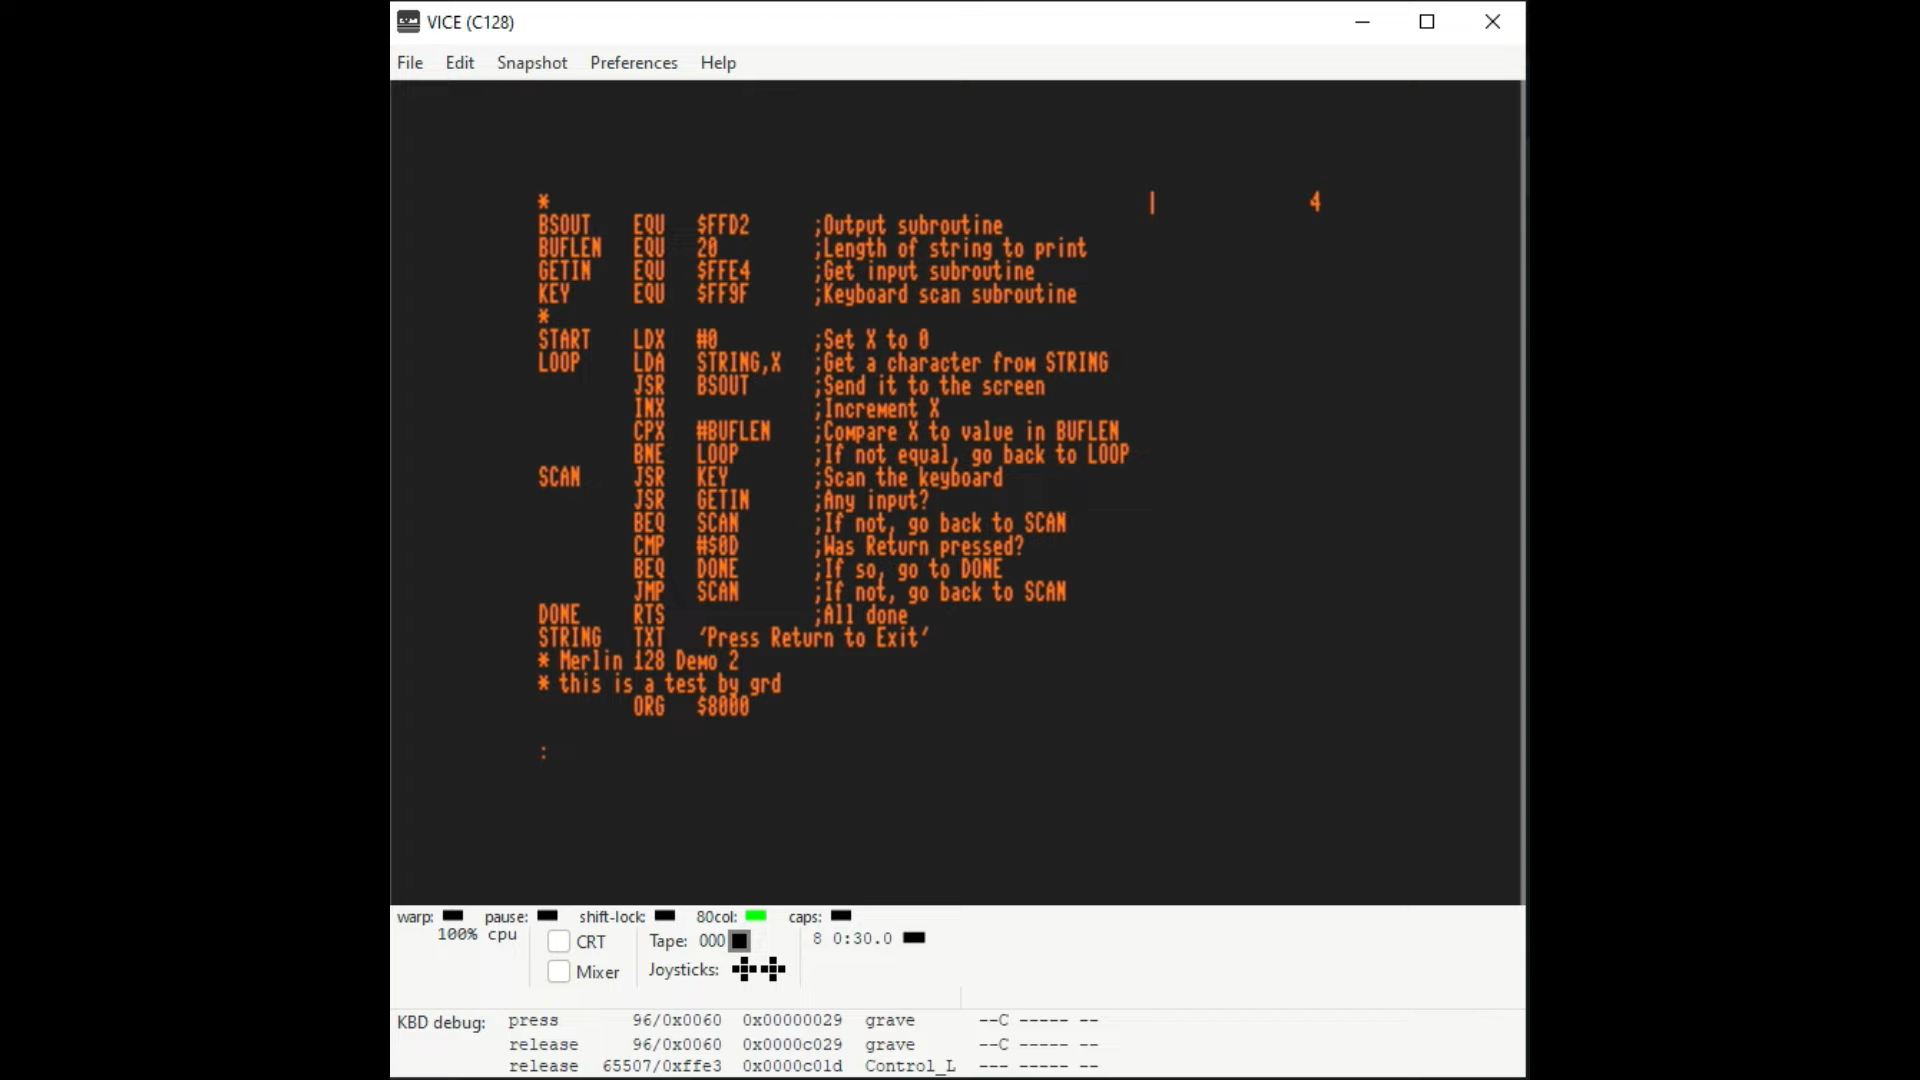 VICE (C128)
File Edit Snapshot Preferences Help
* | 4
BSOUT EQU $FFD2 ;Output subroutine
BUFLEN EQU 20 ;Length of string to print
GETIN EQU $FFE4 ;Get input subroutine
KEY EQU $FF9F ;Keyboard scan subroutine
*
START LDX #0 ;Set X to 0
LOOP LDA STRING,X ;Get a character from STRING
JSR BSOUT ;Send it to the screen
INX ;Increment X
CPX #BUFLEN ;Compare X to value in BUFLEN
BNE LOOP ;If not equal, go back to LOOP
SCAN JSR KEY ;Scan the keyboard
JSR GETIN ;Any input?
BEQ SCAN ;If not, go back to SCAN
CMP #$0D ;Was Return pressed?
BEQ DONE ;If so, go to DONE
JMP SCAN ;If not, go back to SCAN
DONE RTS ;All done
STRING TXT 'Press Return to Exit'
* Merlin 128 Demo 2
* this is a test by grd
ORG $8000
:
warp: pause: shift-lock: 80col: caps:
100% cpu CRT Tape: 000 8 0:30.0
Mixer Joysticks:
KBD debug: press 96/0x0060 0x00000029 grave --C ----- --
release 96/0x0060 0x0000c029 grave --C ----- --
release 65507/0xffe3 0x0000c01d Control_L --- ----- --